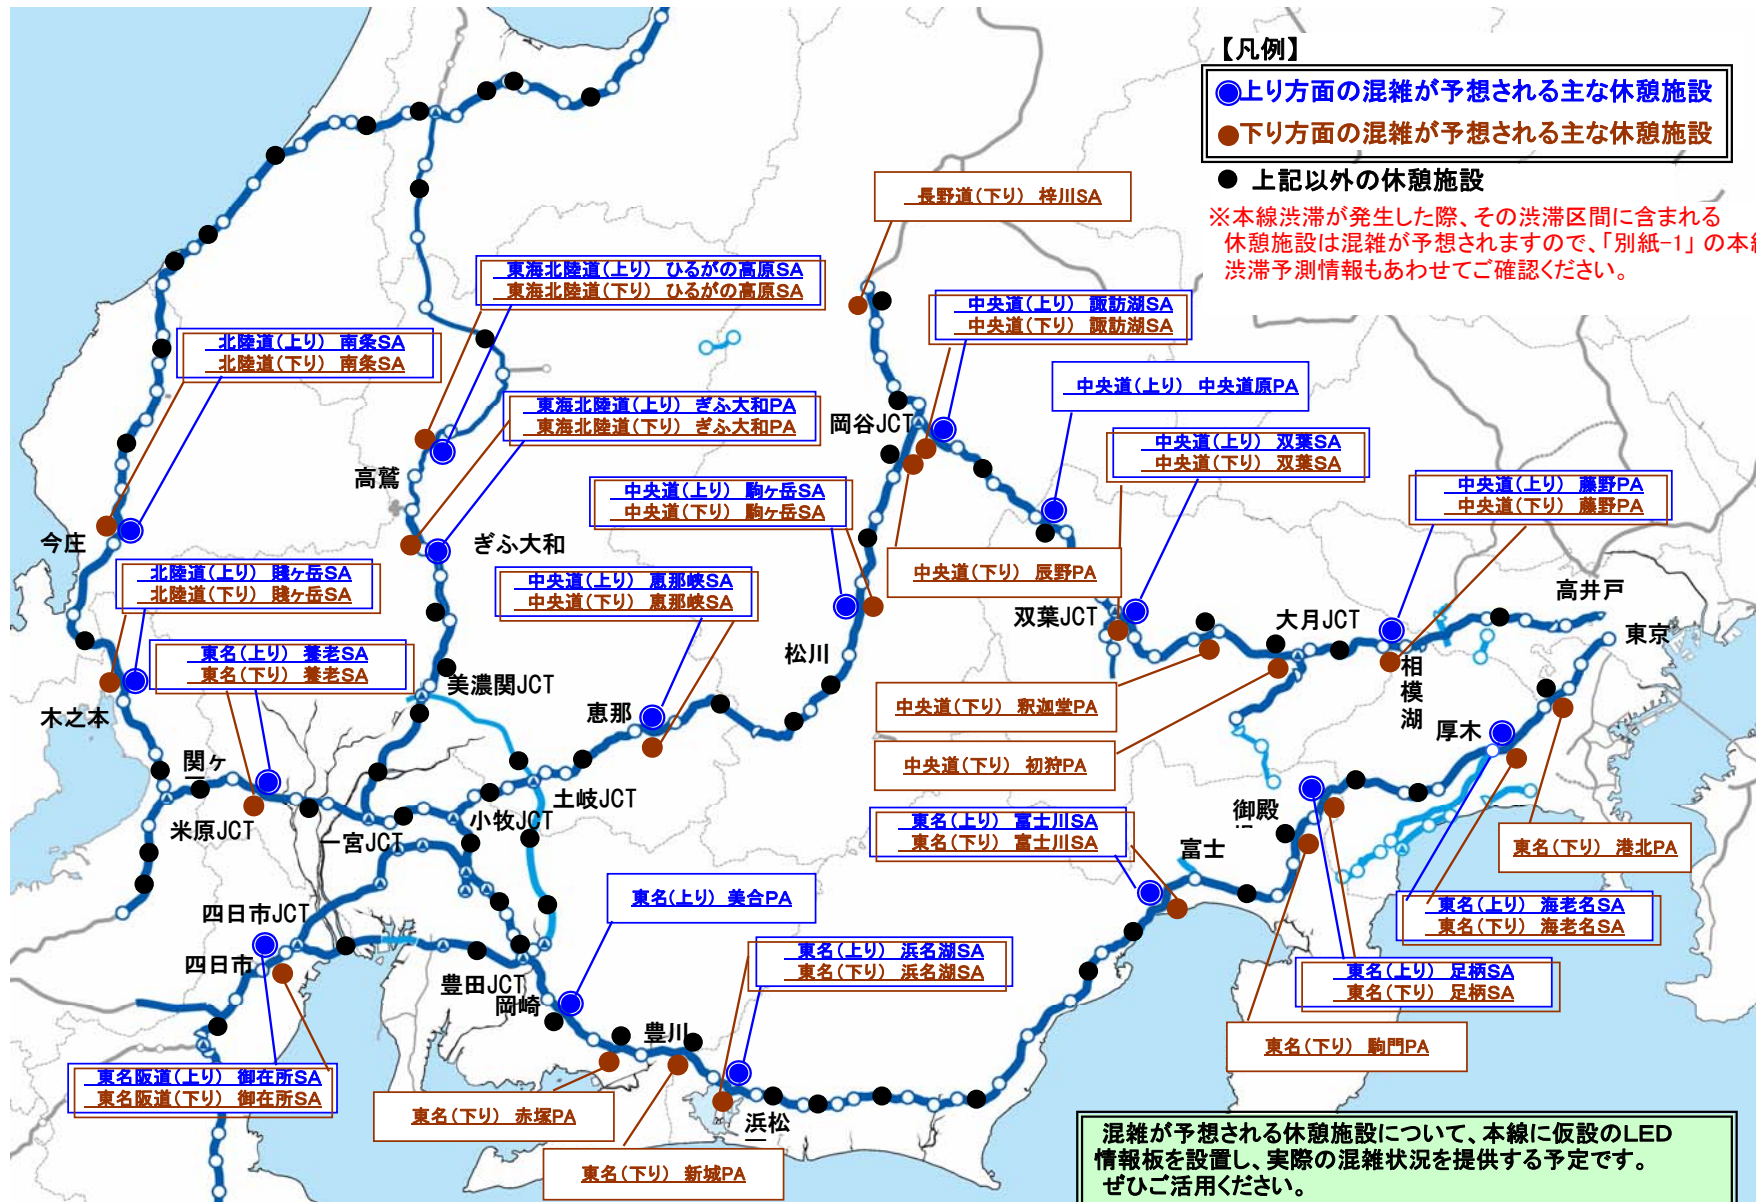 【凡例】
上り方面の混雑が予想される主な休憩施設
下り方面の混雑が予想される主な休憩施設
上記以外の休憩施設
※本線渋滞が発生した際、その渋滞区間に含まれる
休憩施設は混雑が予想されますので、「別紙-1」の本線
渋滞予測情報もあわせてご確認ください。
長野道(下り) 梓川SA
東海北陸道(上り) ひるがの高原SA
東海北陸道(下り) ひるがの高原SA
中央道(上り) 諏訪湖SA
中央道(下り) 諏訪湖SA
北陸道(上り) 南条SA
北陸道(下り) 南条SA
中央道(上り) 中央道原PA
東海北陸道(上り) ぎふ大和PA
東海北陸道(下り) ぎふ大和PA
岡谷JCT
中央道(上り) 双葉SA
中央道(下り) 双葉SA
高鷲
中央道(上り) 駒ヶ岳SA
中央道(下り) 駒ヶ岳SA
中央道(上り) 藤野PA
中央道(下り) 藤野PA
今庄
ぎふ大和
北陸道(上り) 賤ヶ岳SA
北陸道(下り) 賤ヶ岳SA
中央道(上り) 恵那峡SA
中央道(下り) 恵那峡SA
中央道(下り) 辰野PA
高井戸
双葉JCT
大月JCT
東京
東名(上り) 養老SA
東名(下り) 養老SA
松川
相模湖
美濃関JCT
中央道(下り) 釈迦堂PA
木之本
恵那
厚木
関ヶ
中央道(下り) 初狩PA
土岐JCT
米原JCT
小牧JCT
一宮JCT
御殿
東名(上り) 富士川SA
東名(下り) 富士川SA
富士
東名(下り) 港北PA
東名(上り) 美合PA
四日市JCT
東名(上り) 海老名SA
東名(下り) 海老名SA
四日市
東名(上り) 浜名湖SA
東名(下り) 浜名湖SA
豊田JCT
東名(上り) 足柄SA
東名(下り) 足柄SA
岡崎
豊川
東名(下り) 駒門PA
東名阪道(上り) 御在所SA
東名阪道(下り) 御在所SA
東名(下り) 赤塚PA
浜松
東名(下り) 新城PA
混雑が予想される休憩施設について、本線に仮設のLED
情報板を設置し、実際の混雑状況を提供する予定です。
ぜひご活用ください。